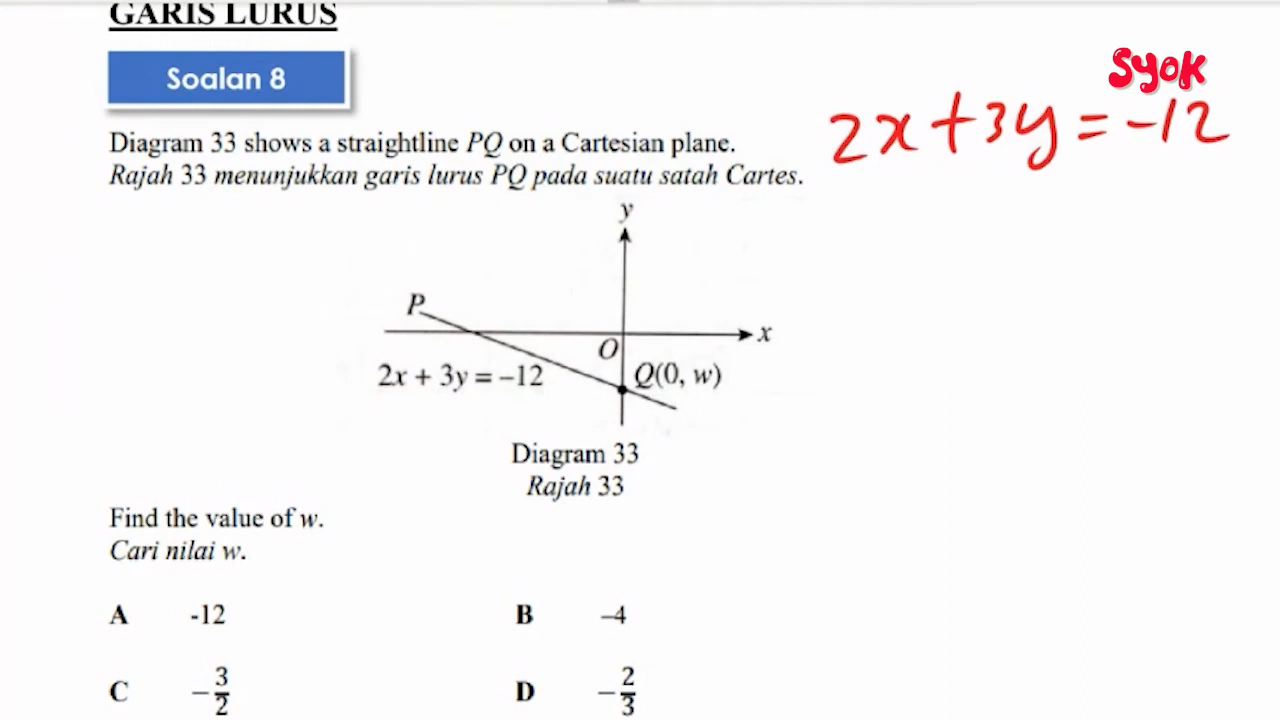 GARIS LURUS
Soalan 8
Syok
2x + 3y = -12
Diagram 33 shows a straightline PQ on a Cartesian plane.
Rajah 33 menunjukkan garis lurus PQ pada suatu satah Cartes.
y
P
x
O
2x + 3y = –12
Q(0, w)
Diagram 33
Rajah 33
Find the value of w.
Cari nilai w.
A -12 B –4
C −3/2 D −2/3